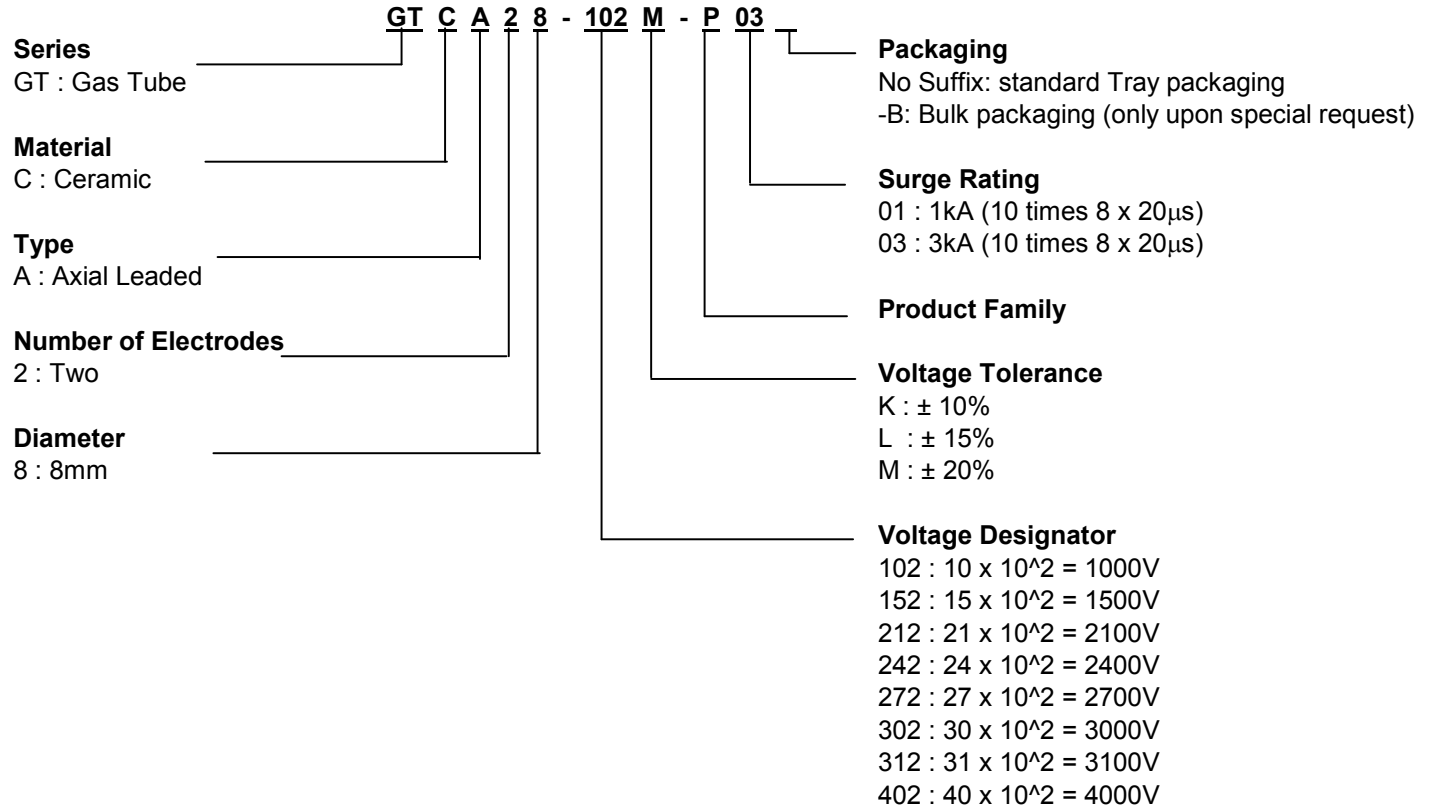 GT C A 2 8 - 102 M - P 03 _
Series
GT : Gas Tube
Material
C : Ceramic
Type
A : Axial Leaded
Number of Electrodes
2 : Two
Diameter
8 : 8mm
Packaging
No Suffix: standard Tray packaging
-B: Bulk packaging (only upon special request)
Surge Rating
01 : 1kA (10 times 8 x 20μs)
03 : 3kA (10 times 8 x 20μs)
Product Family
Voltage Tolerance
K : ± 10%
L : ± 15%
M : ± 20%
Voltage Designator
102 : 10 x 10^2 = 1000V
152 : 15 x 10^2 = 1500V
212 : 21 x 10^2 = 2100V
242 : 24 x 10^2 = 2400V
272 : 27 x 10^2 = 2700V
302 : 30 x 10^2 = 3000V
312 : 31 x 10^2 = 3100V
402 : 40 x 10^2 = 4000V